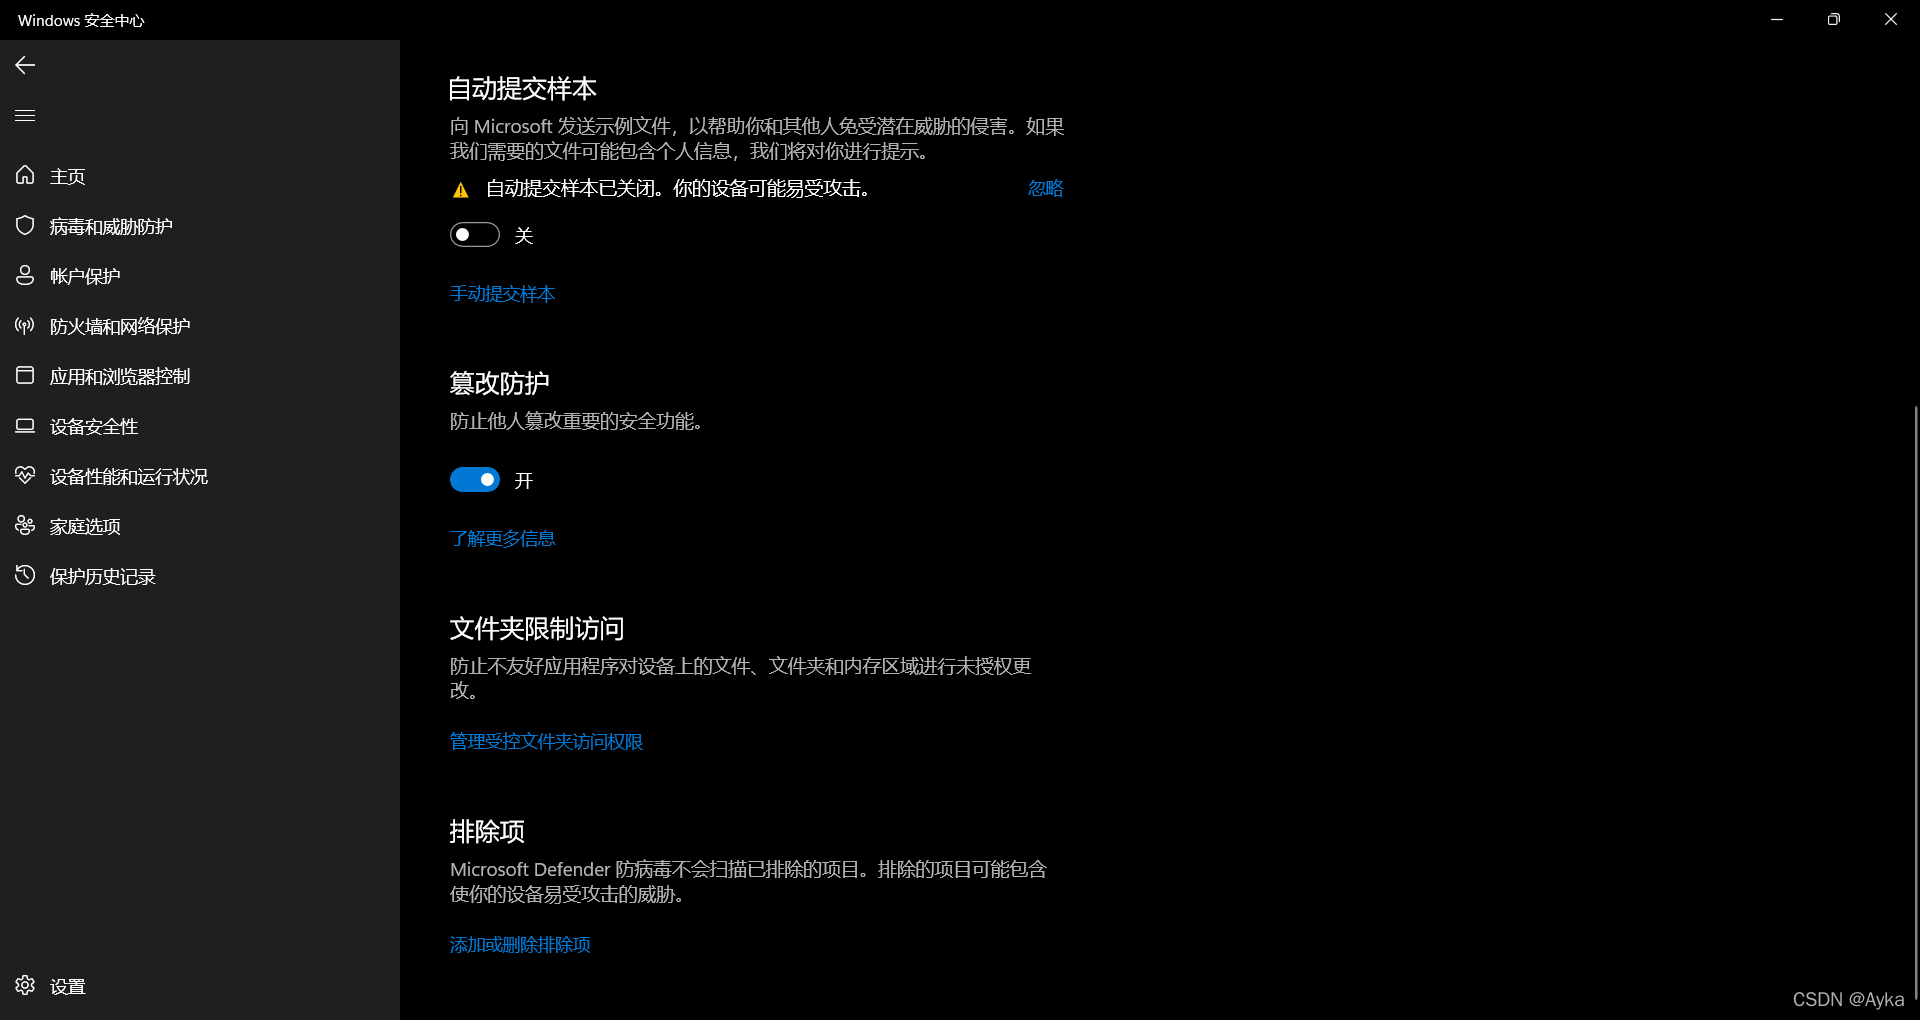 Windows 安全中心
主页
病毒和威胁防护
帐户保护
防火墙和网络保护
应用和浏览器控制
设备安全性
设备性能和运行状况
家庭选项
保护历史记录
设置
自动提交样本
向 Microsoft 发送示例文件，以帮助你和其他人免受潜在威胁的侵害。如果
我们需要的文件可能包含个人信息，我们将对你进行提示。
自动提交样本已关闭。你的设备可能易受攻击。
忽略
关
手动提交样本
篡改防护
防止他人篡改重要的安全功能。
开
了解更多信息
文件夹限制访问
防止不友好应用程序对设备上的文件、文件夹和内存区域进行未授权更
改。
管理受控文件夹访问权限
排除项
Microsoft Defender 防病毒不会扫描已排除的项目。排除的项目可能包含
使你的设备易受攻击的威胁。
添加或删除排除项
CSDN @Ayka